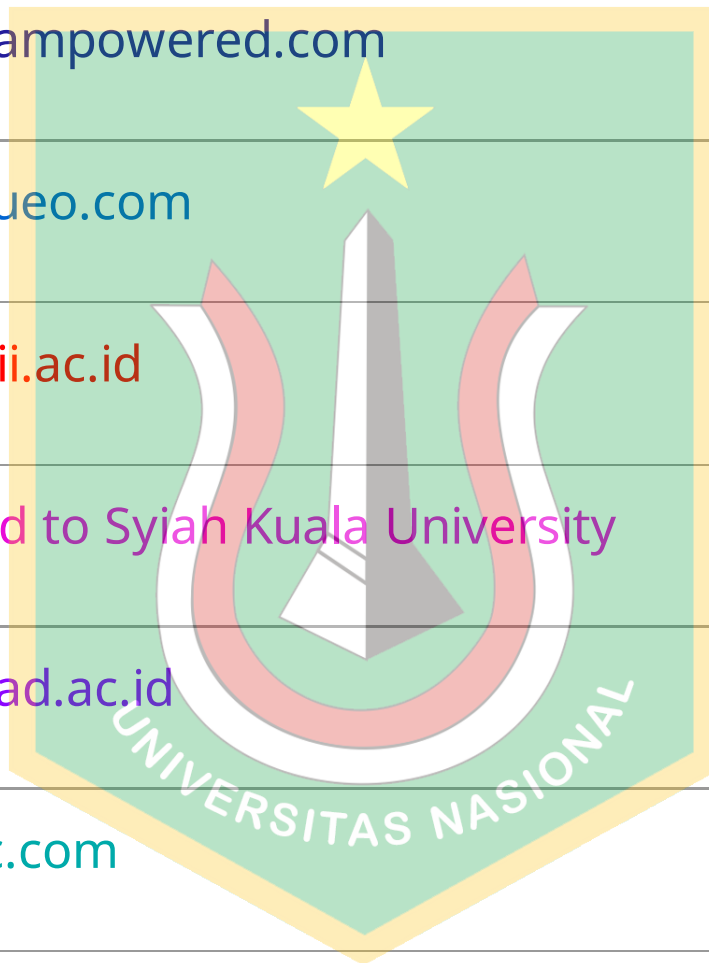 ampowered.com
ueo.com
ii.ac.id
d to Syiah Kuala University
ad.ac.id
UNIVERSITAS NASIONAL
.com